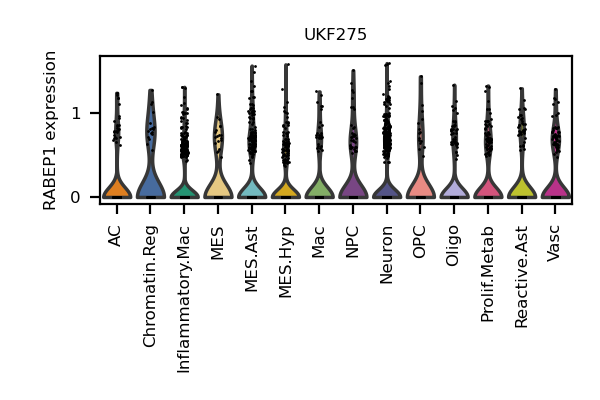 UKF275
RABEP1 expression
1
0
AC
Chromatin.Reg
Inflammatory.Mac
MES
MES.Ast
MES.Hyp
Mac
NPC
Neuron
OPC
Oligo
Prolif.Metab
Reactive.Ast
Vasc